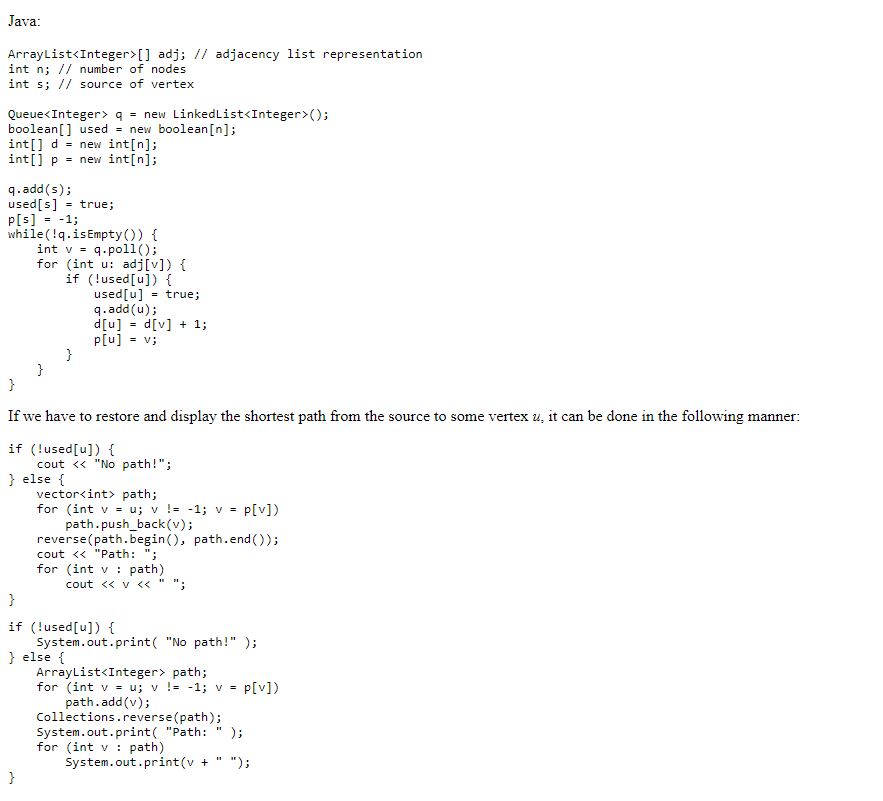 Java:
ArrayList<Integer>[] adj; // adjacency list representation
int n; // number of nodes
int s; // source of vertex
Queue<Integer> q = new LinkedList<Integer>();
boolean[] used = new boolean[n];
int[] d = new int[n];
int[] p = new int[n];
q.add(s);
used[s] = true;
p[s] = -1;
while(!q.isEmpty()) {
    int v = q.poll();
    for (int u: adj[v]) {
        if (!used[u]) {
            used[u] = true;
            q.add(u);
            d[u] = d[v] + 1;
            p[u] = v;
        }
    }
}
If we have to restore and display the shortest path from the source to some vertex u, it can be done in the following manner:
if (!used[u]) {
    cout << "No path!";
} else {
    vector<int> path;
    for (int v = u; v != -1; v = p[v])
        path.push_back(v);
    reverse(path.begin(), path.end());
    cout << "Path: ";
    for (int v : path)
        cout << v << " ";
}
if (!used[u]) {
    System.out.print( "No path!" );
} else {
    ArrayList<Integer> path;
    for (int v = u; v != -1; v = p[v])
        path.add(v);
    Collections.reverse(path);
    System.out.print( "Path: " );
    for (int v : path)
        System.out.print(v + " ");
}